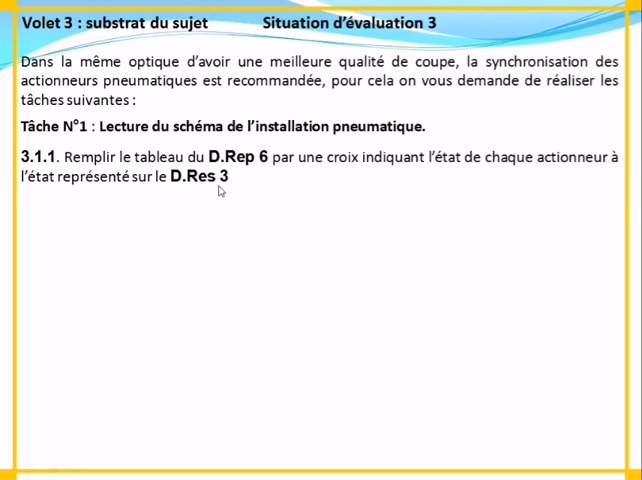 Volet 3 : substrat du sujet Situation d’évaluation 3
Dans la même optique d’avoir une meilleure qualité de coupe, la synchronisation des
actionneurs pneumatiques est recommandée, pour cela on vous demande de réaliser les
tâches suivantes :
Tâche N°1 : Lecture du schéma de l’installation pneumatique.
3.1.1. Remplir le tableau du D.Rep 6 par une croix indiquant l’état de chaque actionneur à
l’état représenté sur le D.Res 3